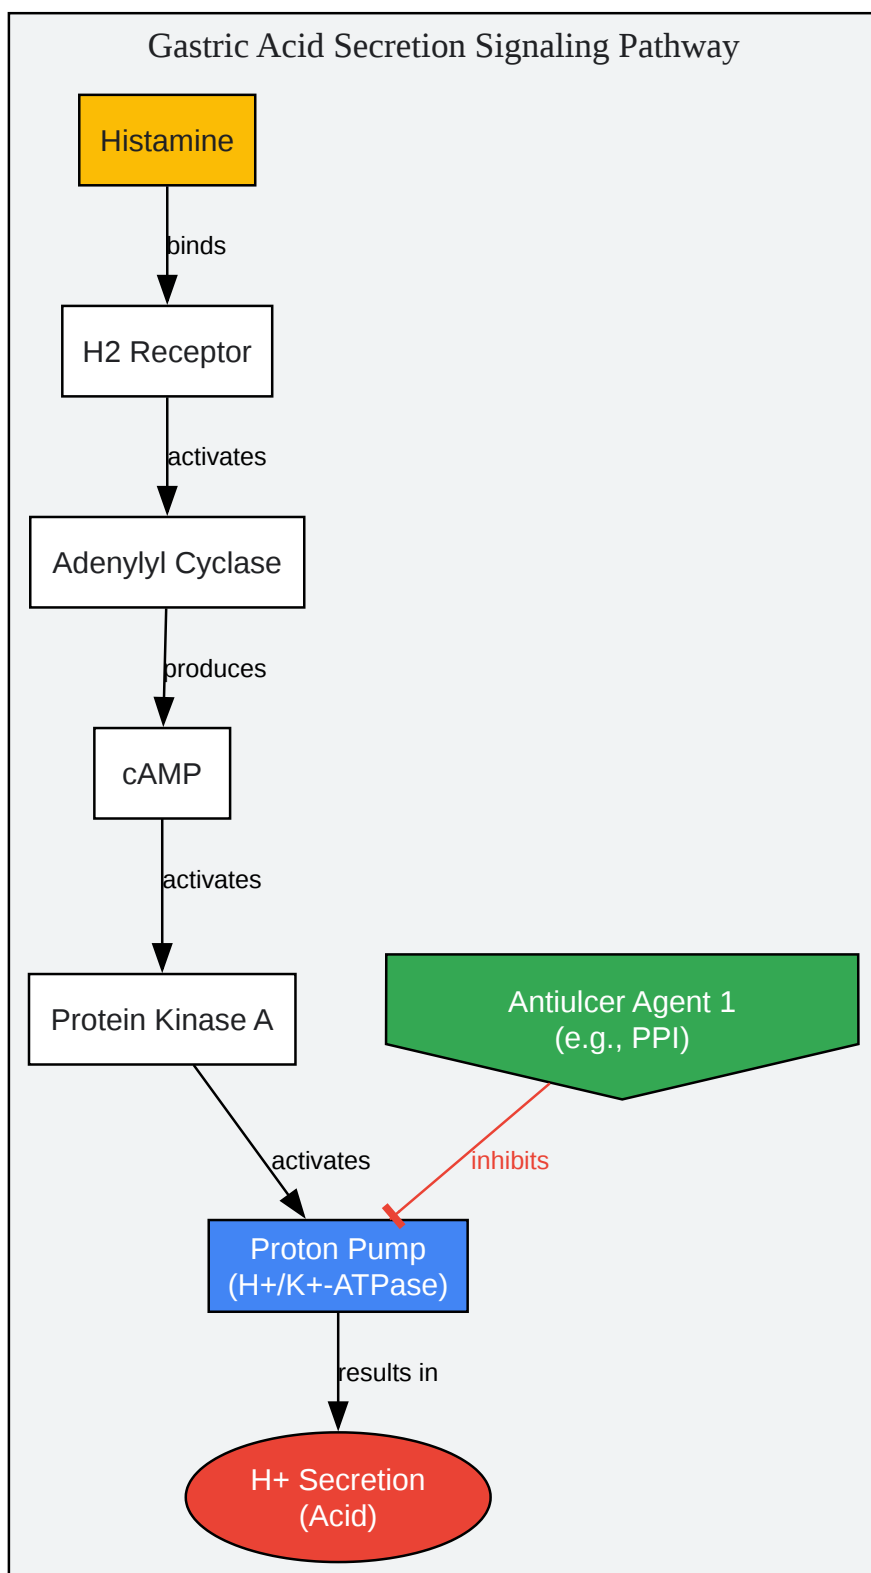 Gastric Acid Secretion Signaling Pathway
Histamine
binds
H2 Receptor
activates
Adenylyl Cyclase
produces
cAMP
activates
Protein Kinase A
Antiulcer Agent 1
(e.g., PPI)
activates
inhibits
Proton Pump
(H+/K+-ATPase)
results in
H+ Secretion
(Acid)